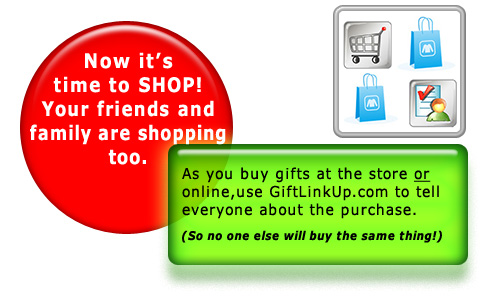 Now it's
time to SHOP!
Your friends and
family are shopping
too.
As you buy gifts at the store or
online,use GiftLinkUp.com to tell
everyone about the purchase.
(So no one else will buy the same thing!)